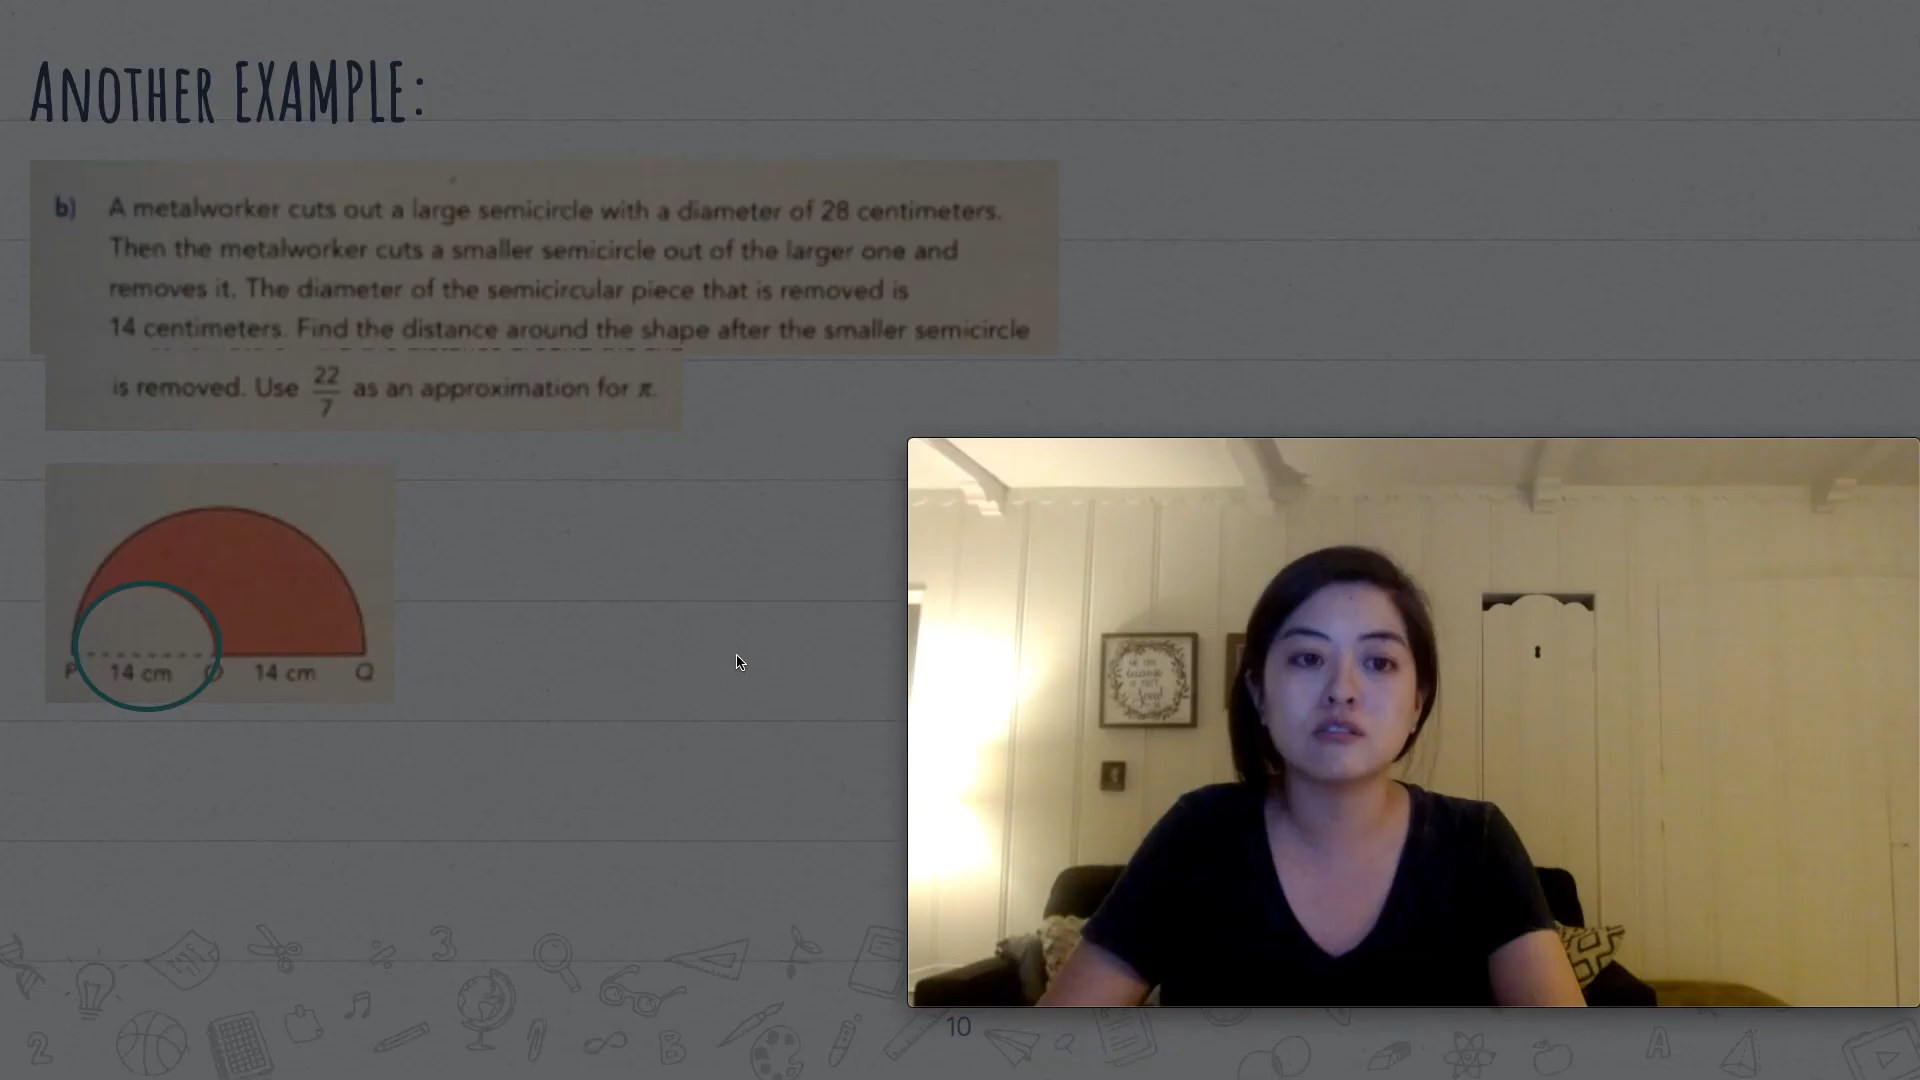 ANOTHER EXAMPLE:
b) A metalworker cuts out a large semicircle with a diameter of 28 centimeters.
Then the metalworker cuts a smaller semicircle out of the larger one and
removes it. The diameter of the semicircular piece that is removed is
14 centimeters. Find the distance around the shape after the smaller semicircle
is removed. Use 22/7 as an approximation for π.
P 14 cm O 14 cm Q
10